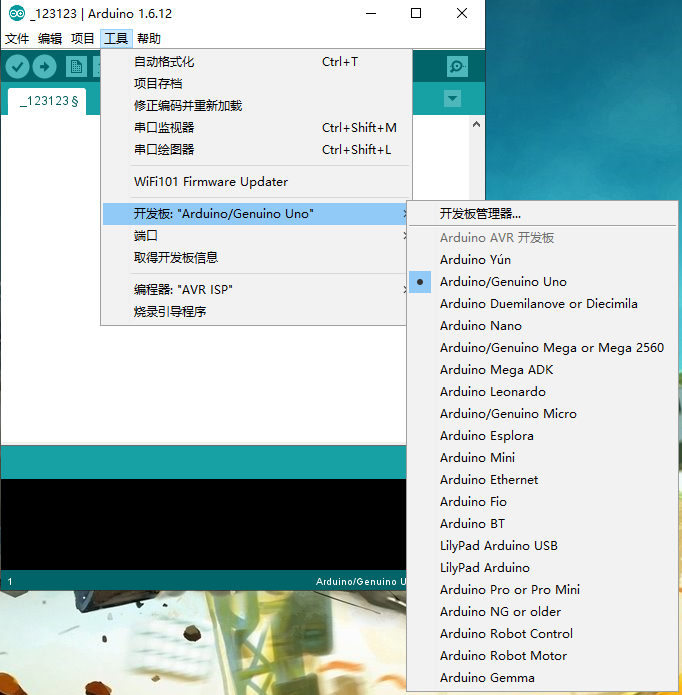 _123123 | Arduino 1.6.12
文件 编辑 项目 工具 帮助
_123123 §
自动格式化 Ctrl+T
项目存档
修正编码并重新加载
串口监视器 Ctrl+Shift+M
串口绘图器 Ctrl+Shift+L
WiFi101 Firmware Updater
开发板: "Arduino/Genuino Uno"
端口
取得开发板信息
编程器: "AVR ISP"
烧录引导程序
开发板管理器...
Arduino AVR 开发板
Arduino Yún
Arduino/Genuino Uno
Arduino Duemilanove or Diecimila
Arduino Nano
Arduino/Genuino Mega or Mega 2560
Arduino Mega ADK
Arduino Leonardo
Arduino/Genuino Micro
Arduino Esplora
Arduino Mini
Arduino Ethernet
Arduino Fio
Arduino BT
LilyPad Arduino USB
LilyPad Arduino
Arduino Pro or Pro Mini
Arduino NG or older
Arduino Robot Control
Arduino Robot Motor
Arduino Gemma
1 Arduino/Genuino U